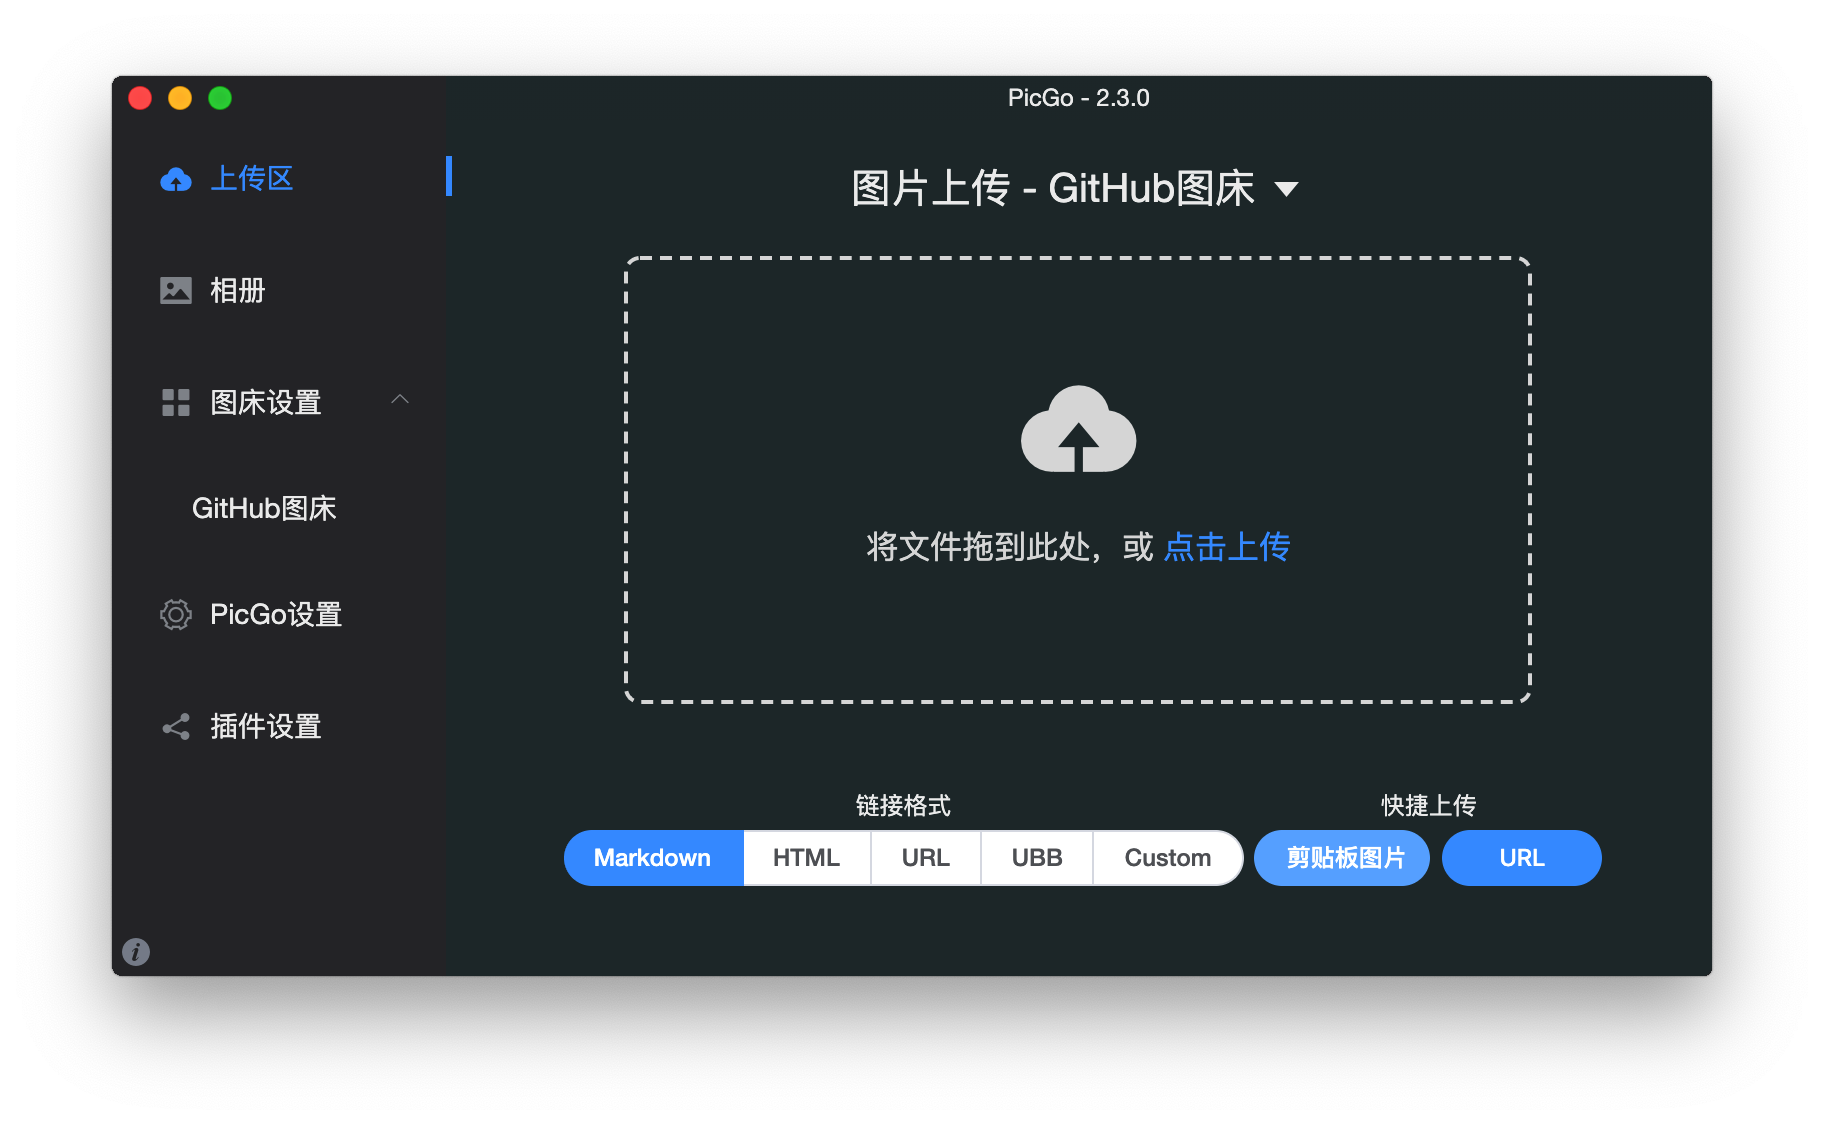 PicGo - 2.3.0
上传区
相册
图床设置
GitHub图床
PicGo设置
插件设置
图片上传 - GitHub图床
将文件拖到此处，或 点击上传
链接格式
Markdown HTML URL UBB Custom
快捷上传
剪贴板图片 URL
i